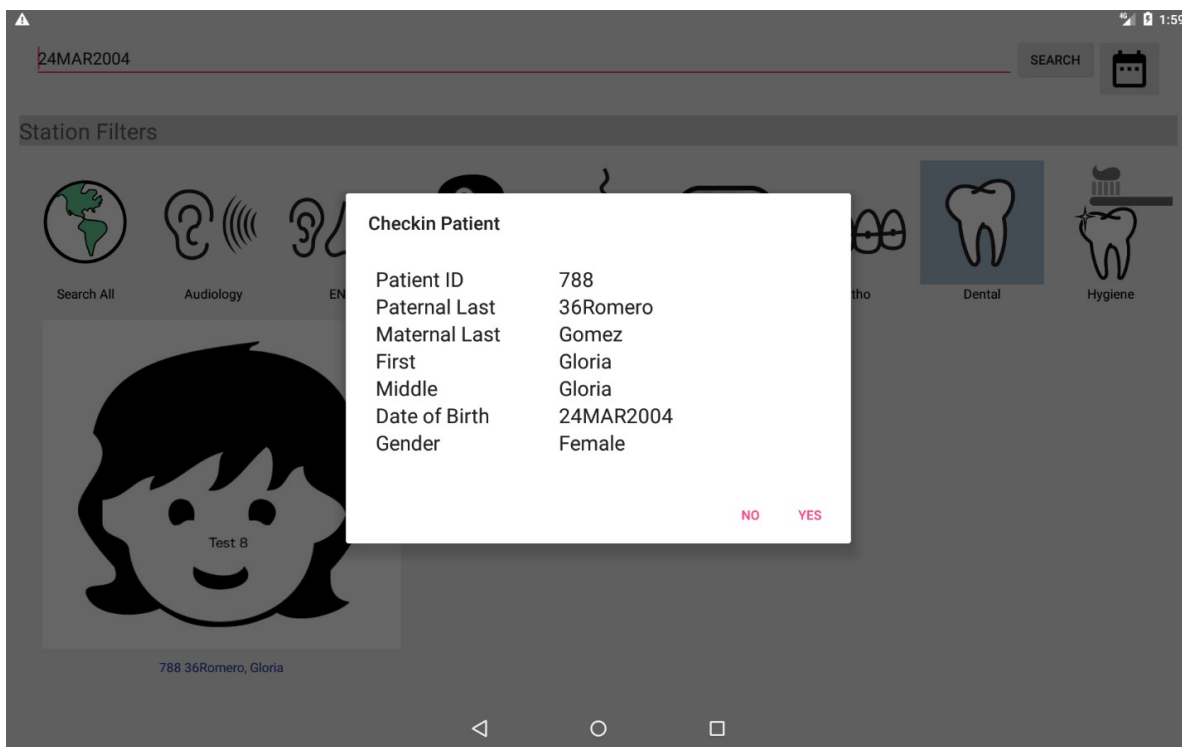 4G 1:59
24MAR2004 SEARCH
Station Filters
Search All Audiology EN tho Dental Hygiene
Checkin Patient
Patient ID 788
Paternal Last 36Romero
Maternal Last Gomez
First Gloria
Middle Gloria
Date of Birth 24MAR2004
Gender Female
NO YES
Test 8
788 36Romero, Gloria